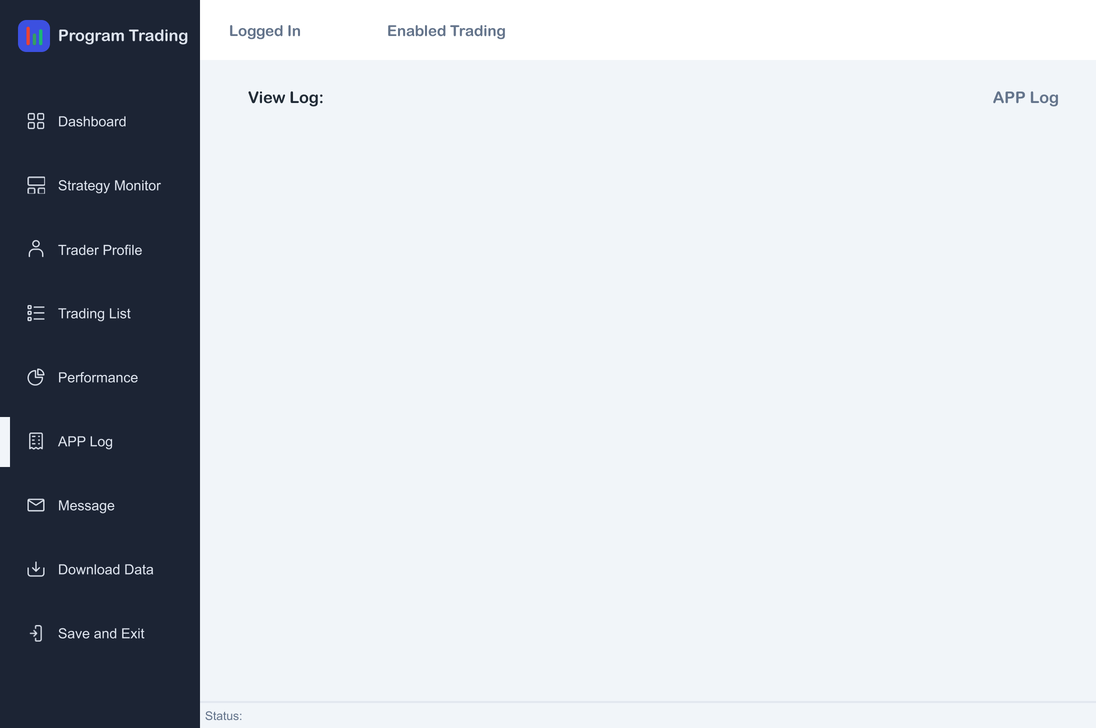 Program Trading
Dashboard
Strategy Monitor
Trader Profile
Trading List
Performance
APP Log
Message
Download Data
Save and Exit
Logged In
Enabled Trading
View Log:
APP Log
Status: